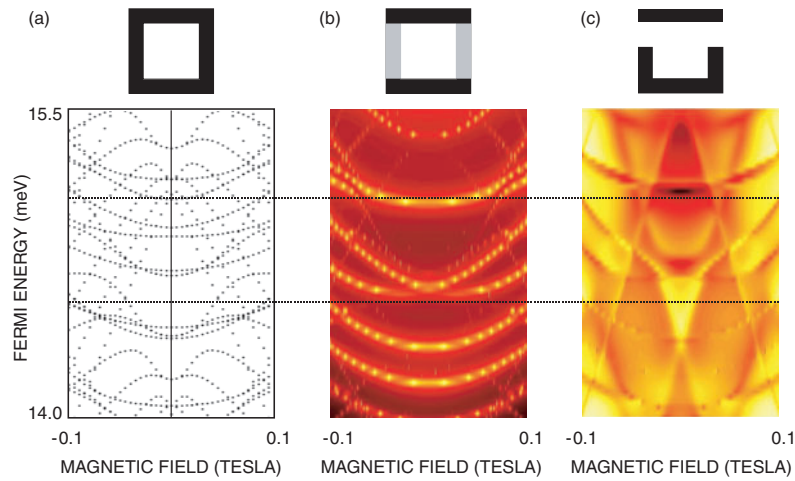 (a)
(b)
(c)
15.5
FERMI ENERGY (meV)
14.0
-0.1
0.1
-0.1
0.1
-0.1
0.1
MAGNETIC FIELD (TESLA)
MAGNETIC FIELD (TESLA)
MAGNETIC FIELD (TESLA)